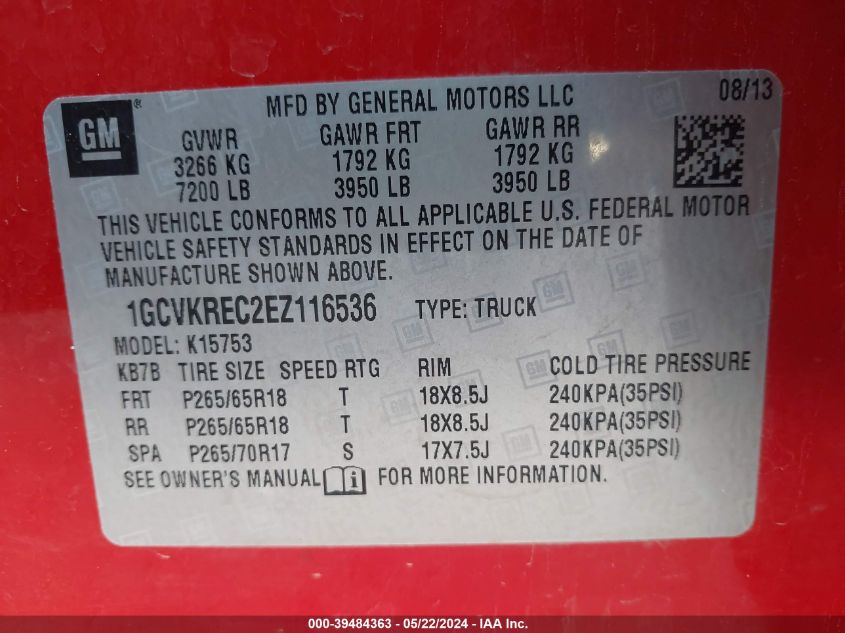 GM ®
MFD BY GENERAL MOTORS LLC
08/13
GVWR GAWR FRT GAWR RR
3266 KG 1792 KG 1792 KG
7200 LB 3950 LB 3950 LB
THIS VEHICLE CONFORMS TO ALL APPLICABLE U.S. FEDERAL MOTOR
VEHICLE SAFETY STANDARDS IN EFFECT ON THE DATE OF
MANUFACTURE SHOWN ABOVE.
1GCVKREC2EZ116536 TYPE: TRUCK
MODEL: K15753
KB7B TIRE SIZE SPEED RTG RIM COLD TIRE PRESSURE
FRT P265/65R18 T 18X8.5J 240KPA(35PSI)
RR P265/65R18 T 18X8.5J 240KPA(35PSI)
SPA P265/70R17 S 17X7.5J 240KPA(35PSI)
SEE OWNER'S MANUAL i FOR MORE INFORMATION.
000-39484363 - 05/22/2024 - IAA Inc.